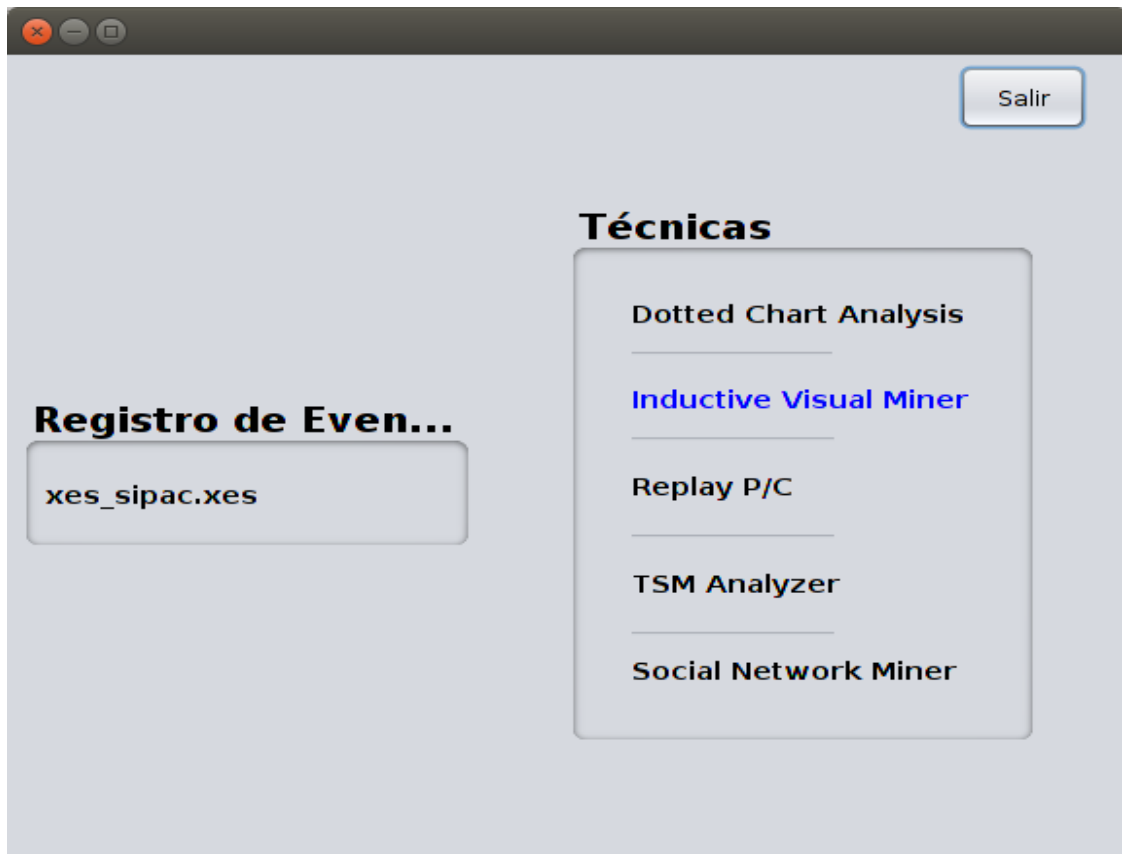 Salir
Técnicas
Dotted Chart Analysis
Inductive Visual Miner
Registro de Even...
xes_sipac.xes
Replay P/C
TSM Analyzer
Social Network Miner